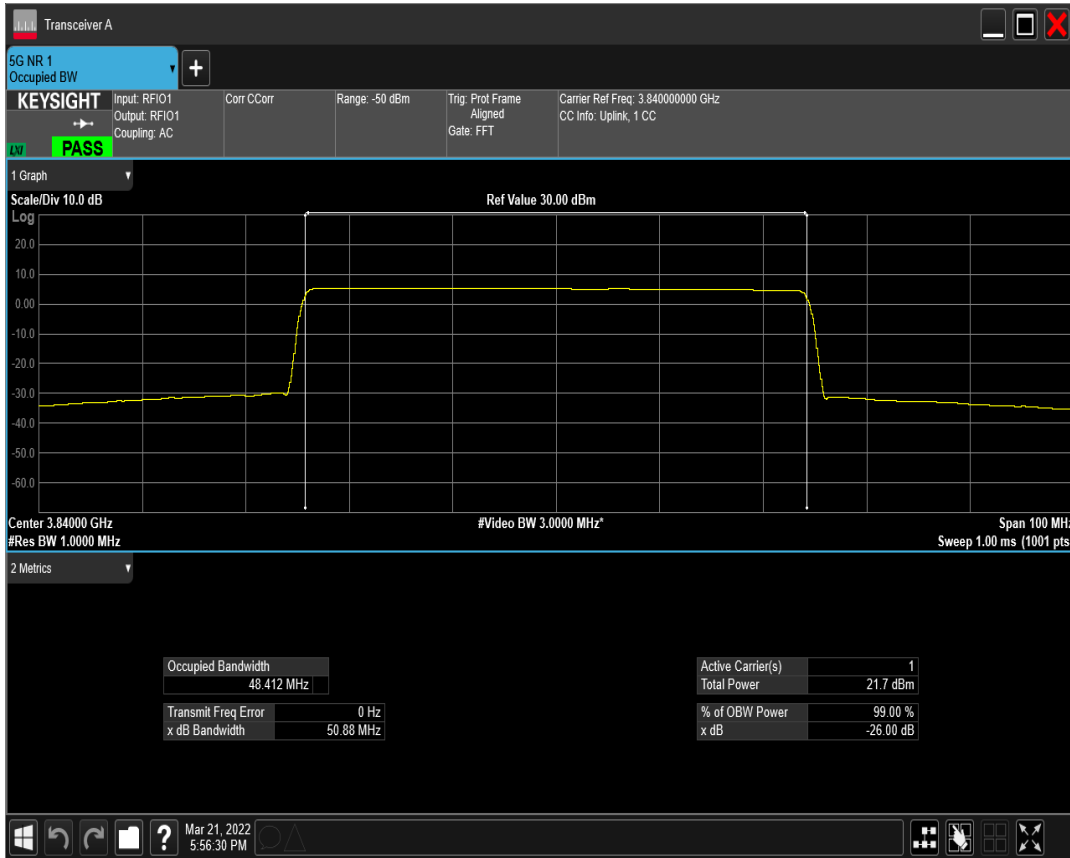 Transceiver A
5G NR 1
Occupied BW
KEYSIGHT
LXI
PASS
Input: RFIO1
Output: RFIO1
Coupling: AC
Corr CCorr
Range: -50 dBm
Trig: Prot Frame
Aligned
Gate: FFT
Carrier Ref Freq: 3.840000000 GHz
CC Info: Uplink, 1 CC
1 Graph
Scale/Div 10.0 dB
Ref Value 30.00 dBm
Log
20.0
10.0
0.00
-10.0
-20.0
-30.0
-40.0
-50.0
-60.0
Center 3.84000 GHz
#Video BW 3.0000 MHz*
Span 100 MHz
#Res BW 1.0000 MHz
Sweep 1.00 ms (1001 pts
2 Metrics
Occupied Bandwidth
48.412 MHz
Transmit Freq Error 0 Hz
x dB Bandwidth 50.88 MHz
Active Carrier(s) 1
Total Power 21.7 dBm
% of OBW Power 99.00 %
x dB -26.00 dB
?
Mar 21, 2022
5:56:30 PM